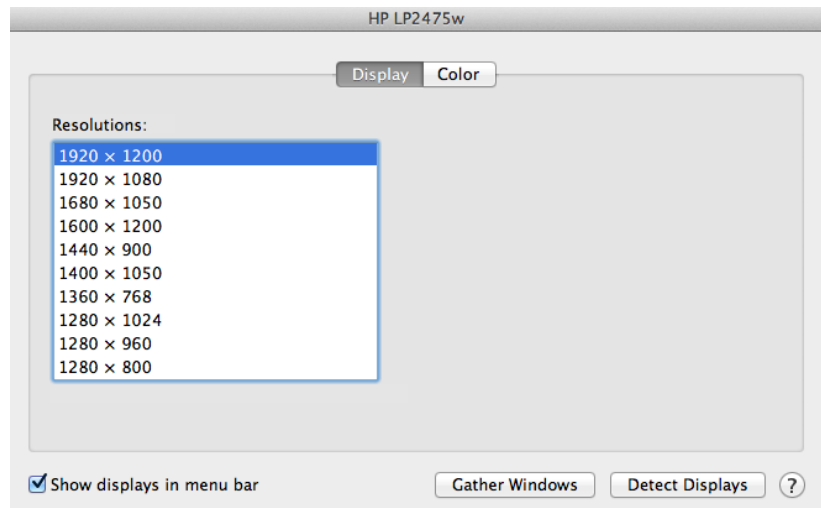 HP LP2475w
Display Color
Resolutions:
1920 × 1200
1920 × 1080
1680 × 1050
1600 × 1200
1440 × 900
1400 × 1050
1360 × 768
1280 × 1024
1280 × 960
1280 × 800
Show displays in menu bar Gather Windows Detect Displays ?